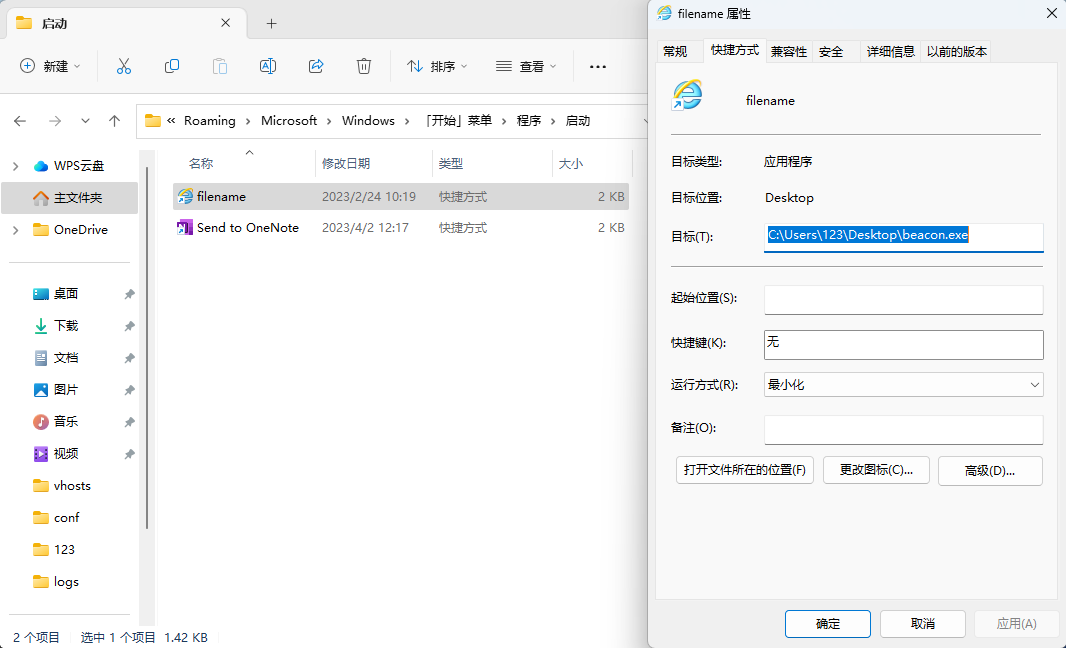 启动
filename 属性
新建
排序
查看
常规 快捷方式 兼容性 安全 详细信息 以前的版本
« Roaming › Microsoft › Windows › 「开始」菜单 › 程序 › 启动
filename
WPS云盘
主文件夹
OneDrive
桌面
下载
文档
图片
音乐
视频
vhosts
conf
123
logs
名称 修改日期 类型 大小
filename 2023/2/24 10:19 快捷方式 2 KB
Send to OneNote 2023/4/2 12:17 快捷方式 2 KB
目标类型: 应用程序
目标位置: Desktop
目标(T): C:\Users\123\Desktop\beacon.exe
起始位置(S):
快捷键(K): 无
运行方式(R): 最小化
备注(O):
打开文件所在的位置(F) 更改图标(C)... 高级(D)...
确定 取消 应用(A)
2 个项目 选中 1 个项目 1.42 KB